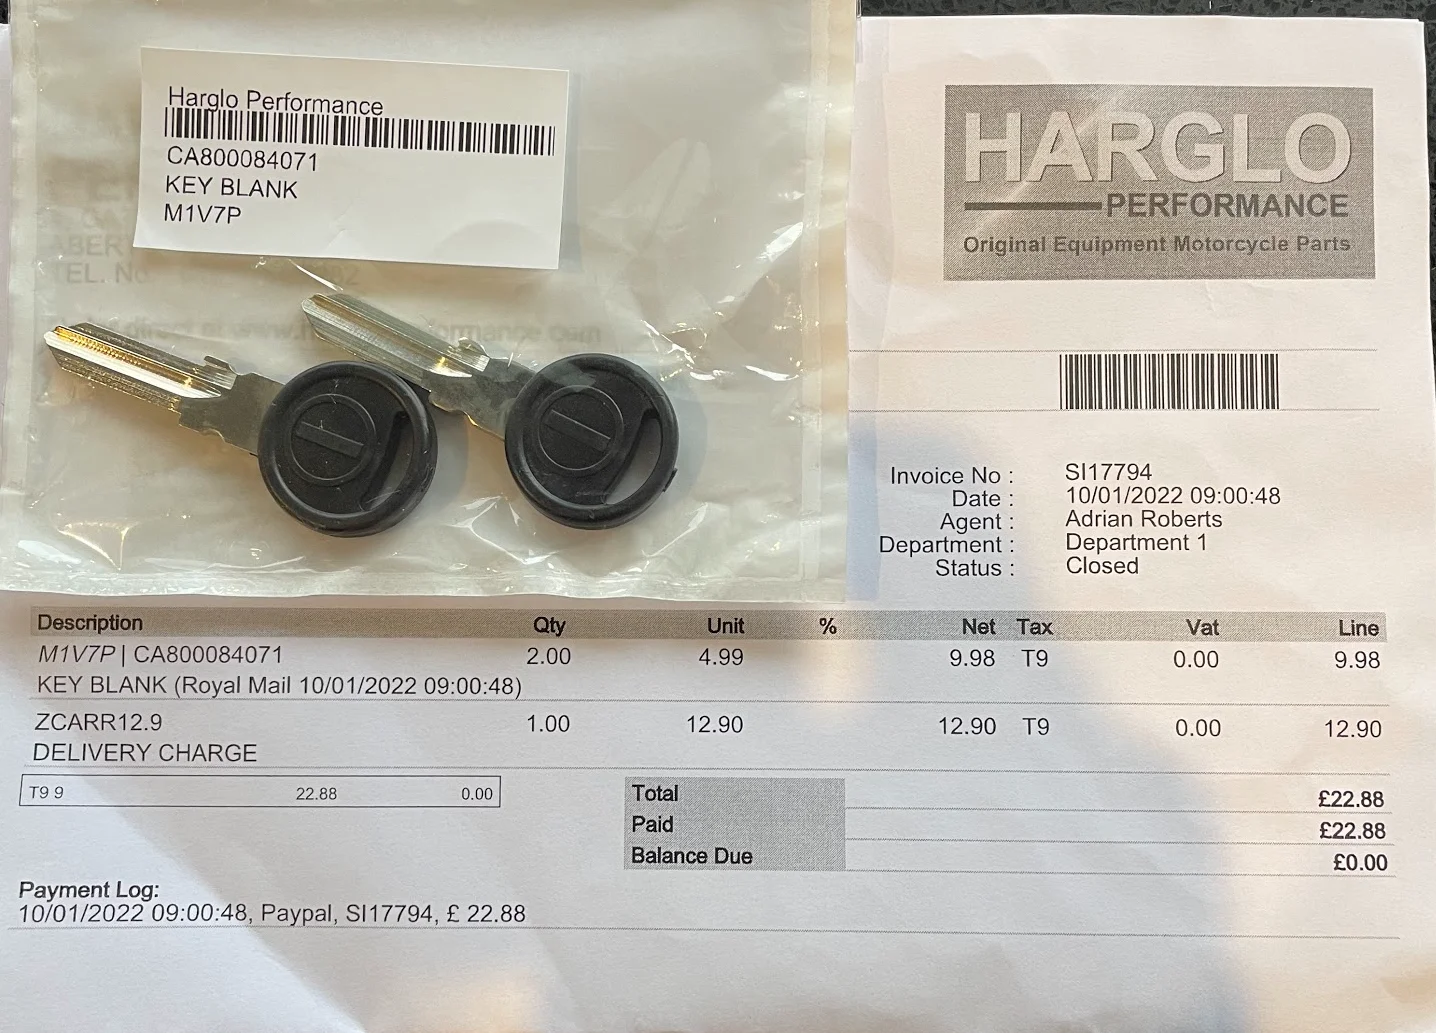 Harglo Performance
CA800084071
KEY BLANK
M1V7P
TEL. No
HARGLO
PERFORMANCE
Original Equipment Motorcycle Parts
Invoice No : SI17794
Date : 10/01/2022 09:00:48
Agent : Adrian Roberts
Department : Department 1
Status : Closed
Description Qty Unit % Net Tax Vat Line
M1V7P | CA800084071 2.00 4.99 9.98 T9 0.00 9.98
KEY BLANK (Royal Mail 10/01/2022 09:00:48)
ZCARR12.9 1.00 12.90 12.90 T9 0.00 12.90
DELIVERY CHARGE
T9 9 22.88 0.00
Total £22.88
Paid £22.88
Balance Due £0.00
Payment Log:
10/01/2022 09:00:48, Paypal, SI17794, £ 22.88